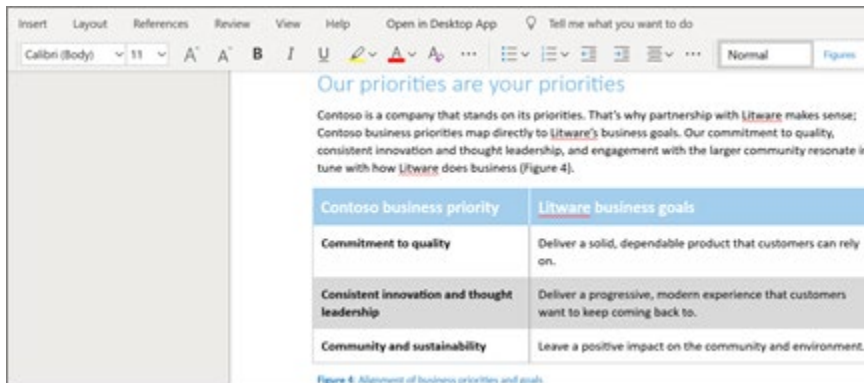 Insert Layout References Review View Help Open in Desktop App Tell me what you want to do
Calibri (Body) 11 A A B I U A A Normal Figures
Our priorities are your priorities
Contoso is a company that stands on its priorities. That's why partnership with Litware makes sense;
Contoso business priorities map directly to Litware's business goals. Our commitment to quality,
consistent innovation and thought leadership, and engagement with the larger community resonate in
tune with how Litware does business (Figure 4).
Contoso business priority Litware business goals
Commitment to quality Deliver a solid, dependable product that customers can rely
on.
Consistent innovation and thought Deliver a progressive, modern experience that customers
leadership want to keep coming back to.
Community and sustainability Leave a positive impact on the community and environment.
Figure 4: Alignment of business priorities and goals